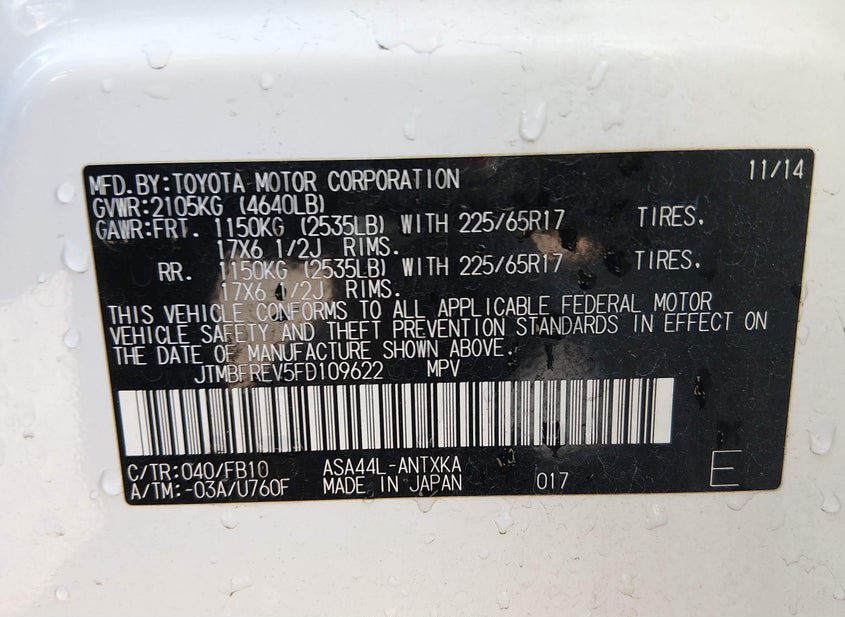 MFD.BY:TOYOTA MOTOR CORPORATION 11/14
GVWR:2105KG (4640LB)
GAWR:FRT. 1150KG (2535LB) WITH 225/65R17 TIRES.
17X6 1/2J RIMS.
RR. 1150KG (2535LB) WITH 225/65R17 TIRES.
17X6 1/2J RIMS.
THIS VEHICLE CONFORMS TO ALL APPLICABLE FEDERAL MOTOR
VEHICLE SAFETY AND THEFT PREVENTION STANDARDS IN EFFECT ON
THE DATE OF MANUFACTURE SHOWN ABOVE.
JTMBFREV5FD109622 MPV
C/TR:040/FB10 ASA44L-ANTXKA
A/TM:-03A/U760F MADE IN JAPAN 017 E